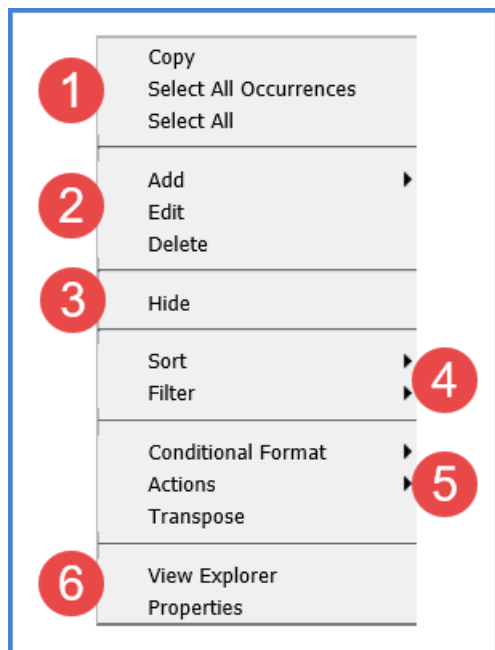 1
Copy
Select All Occurrences
Select All
2
Add
Edit
Delete
3
Hide
Sort
Filter
4
Conditional Format
Actions
5
Transpose
6
View Explorer
Properties